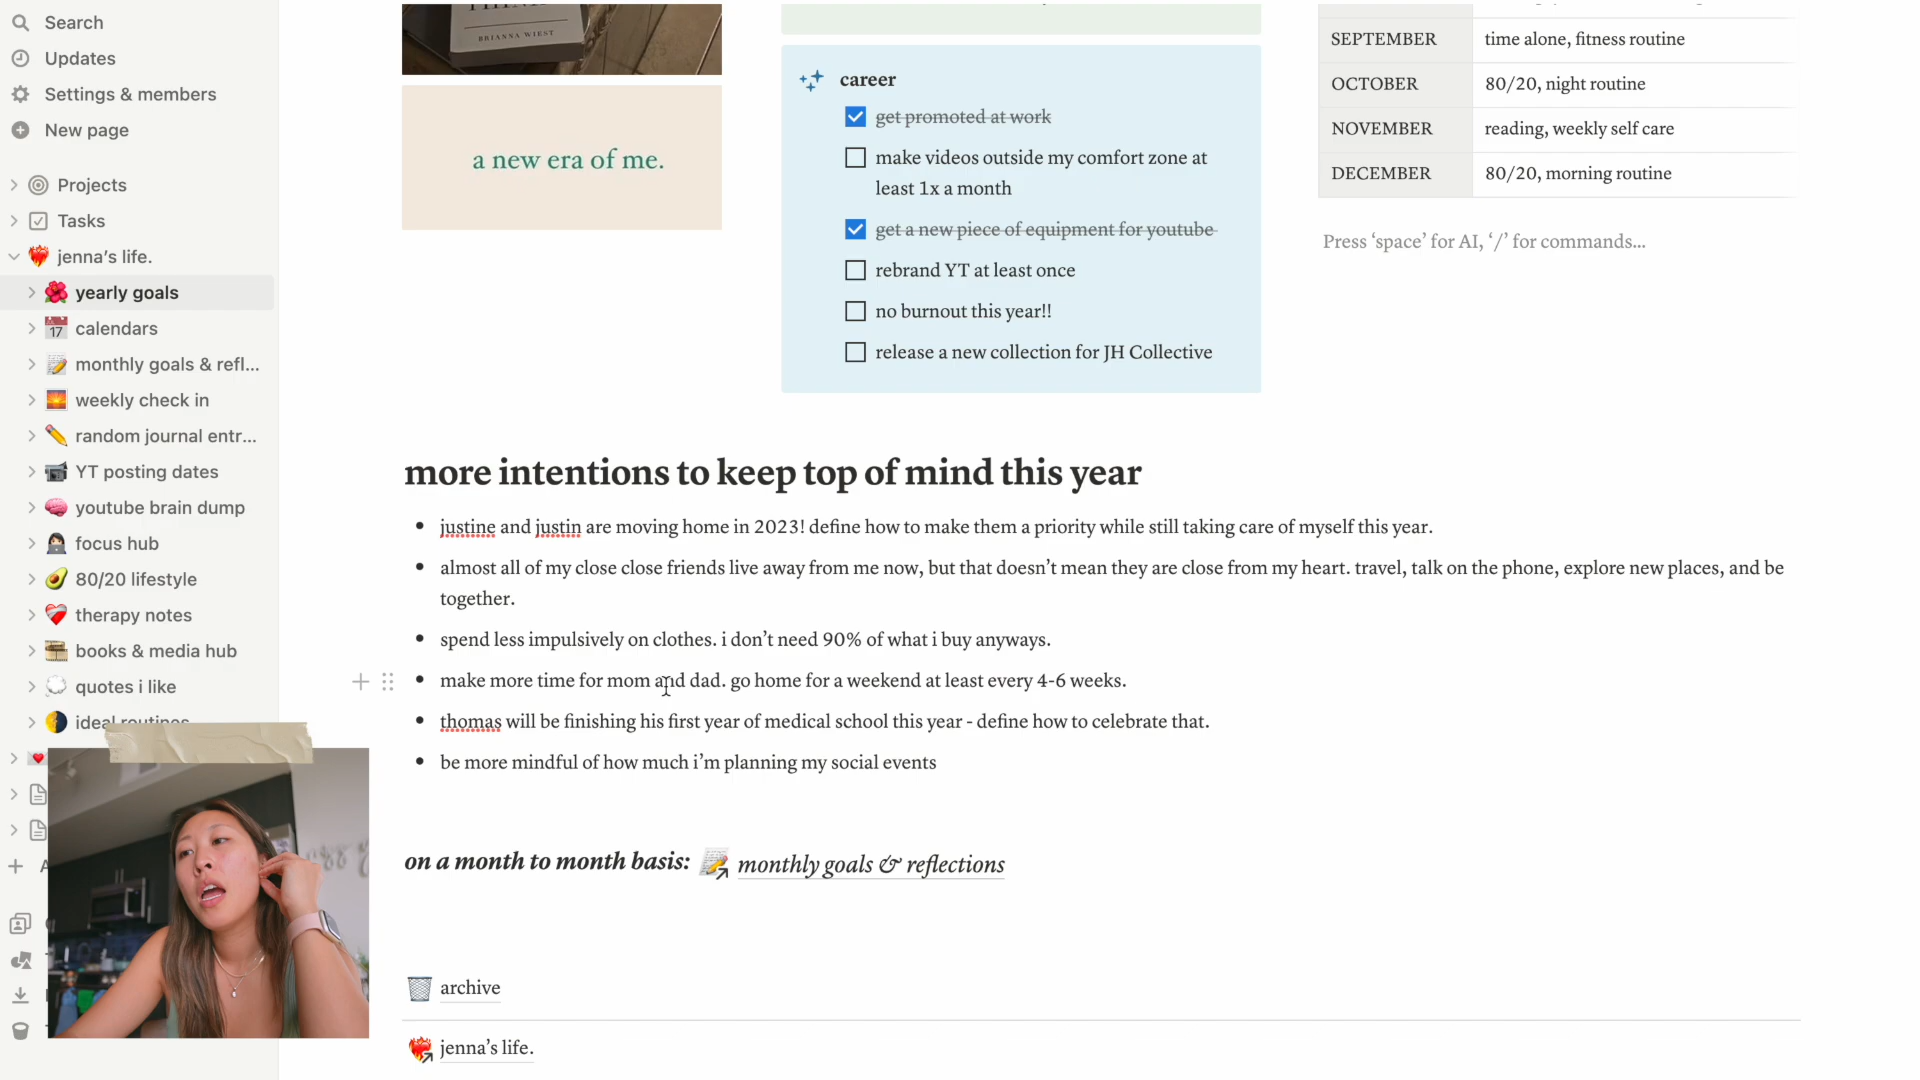 Search
Updates
Settings & members
New page
Projects
Tasks
jenna's life.
yearly goals
calendars
monthly goals & refl...
weekly check in
random journal entr...
YT posting dates
youtube brain dump
focus hub
80/20 lifestyle
therapy notes
books & media hub
quotes i like
ideal routines
BRIANNA WIEST
a new era of me.
career
get promoted at work
make videos outside my comfort zone at
least 1x a month
get a new piece of equipment for youtube
rebrand YT at least once
no burnout this year!!
release a new collection for JH Collective
SEPTEMBER time alone, fitness routine
OCTOBER 80/20, night routine
NOVEMBER reading, weekly self care
DECEMBER 80/20, morning routine
Press ‘space’ for AI, ‘/’ for commands...
more intentions to keep top of mind this year
• justine and justin are moving home in 2023! define how to make them a priority while still taking care of myself this year.
• almost all of my close close friends live away from me now, but that doesn't mean they are close from my heart. travel, talk on the phone, explore new places, and be
together.
• spend less impulsively on clothes. i don't need 90% of what i buy anyways.
• make more time for mom and dad. go home for a weekend at least every 4-6 weeks.
• thomas will be finishing his first year of medical school this year - define how to celebrate that.
• be more mindful of how much i'm planning my social events
on a month to month basis: monthly goals & reflections
archive
jenna's life.